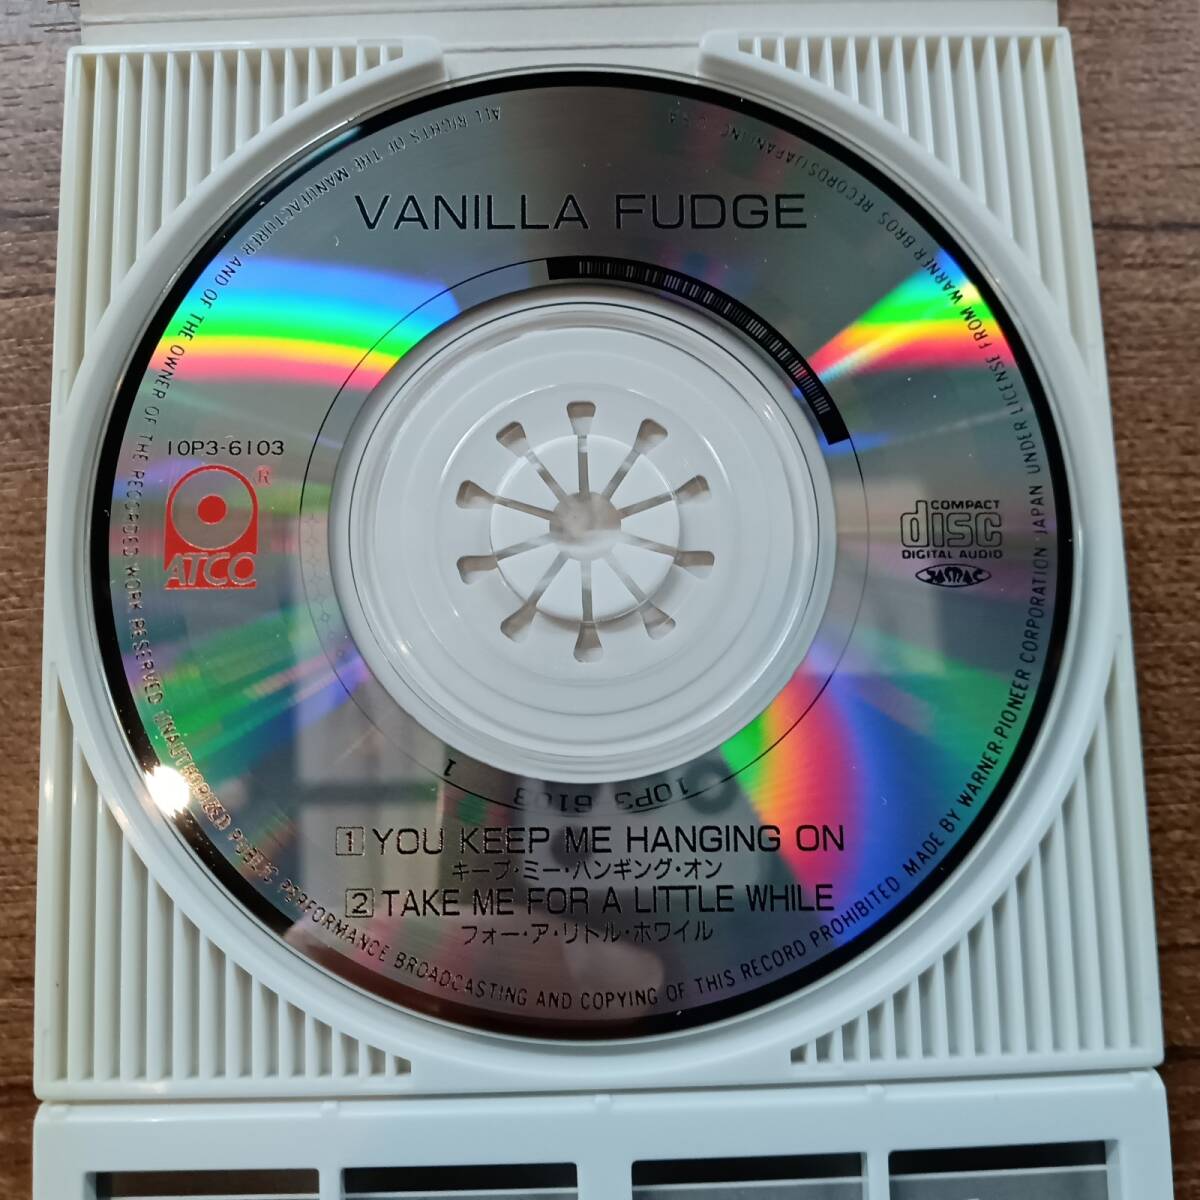 VANILLA FUDGE
10P3-6103
R
ATCO
COMPACT
disc
DIGITAL AUDIO
JASRAC
1
10P3 6103
1 YOU KEEP ME HANGING ON
キープ・ミー・ハンギング・オン
2 TAKE ME FOR A LITTLE WHILE
フォー・ア・リトル・ホワイル
ALL RIGHTS OF THE MANUFACTURER AND OF THE OWNER OF THE RECORDED WORK RESERVED UNAUTHORIZED PUBLIC PERFORMANCE BROADCASTING AND COPYING OF THIS RECORD PROHIBITED MADE BY WARNER-PIONEER CORPORATION·JAPAN UNDER LICENSE FROM WARNER BROS. RECORDS(JAPAN)INC.